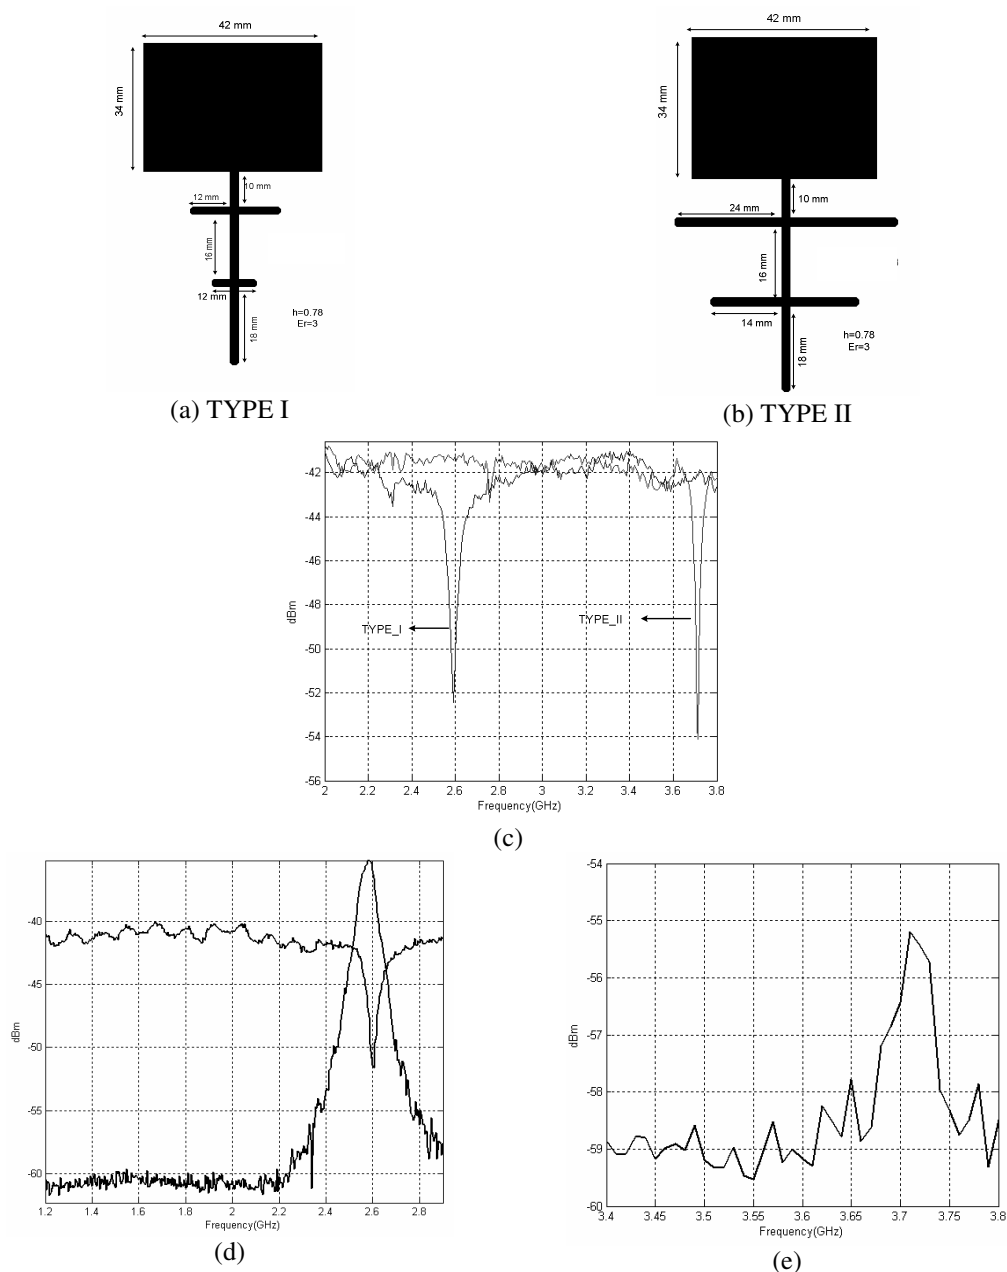 42 mm
34 mm
10 mm
12 mm
16 mm
12 mm
18 mm
h=0.78
Er=3
(a) TYPE I
42 mm
34 mm
10 mm
24 mm
16 mm
14 mm
18 mm
h=0.78
Er=3
(b) TYPE II
-42
-44
-46
-48
-50
-52
-54
-56
dBm
TYPE_I
TYPE_II
2 2.2 2.4 2.6 2.8 3 3.2 3.4 3.6 3.8
Frequency(GHz)
(c)
-40
-45
-50
-55
-60
dBm
1.2 1.4 1.6 1.8 2 2.2 2.4 2.6 2.8
Frequency(GHz)
(d)
-54
-55
-56
-57
-58
-59
-60
dBm
3.4 3.45 3.5 3.55 3.6 3.65 3.7 3.75 3.8
Frequency(GHz)
(e)